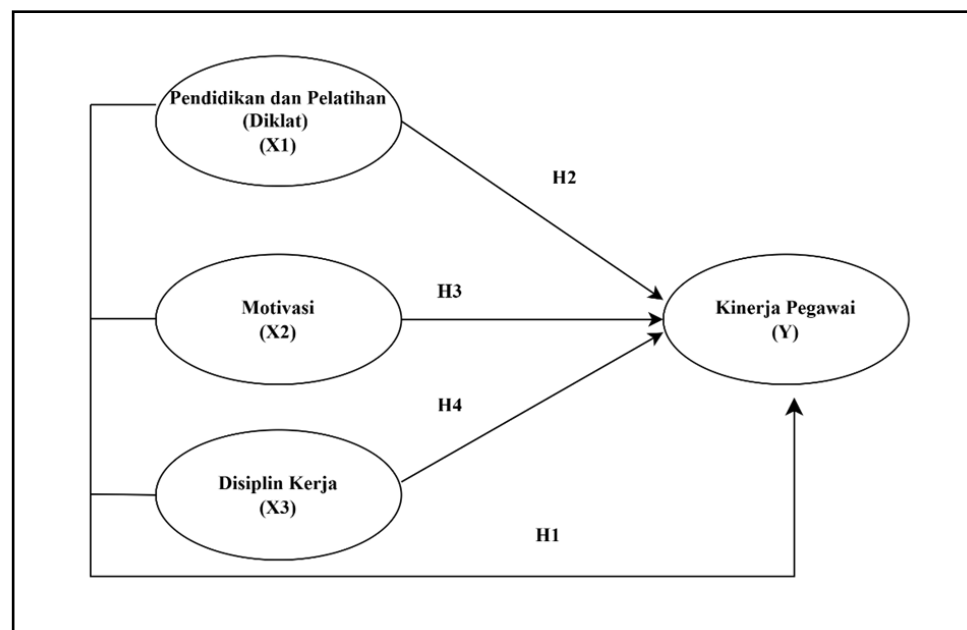 Pendidikan dan Pelatihan
(Diklat)
(X1)
H2
H3
Motivasi
(X2)
Kinerja Pegawai
(Y)
H4
Disiplin Kerja
(X3)
H1